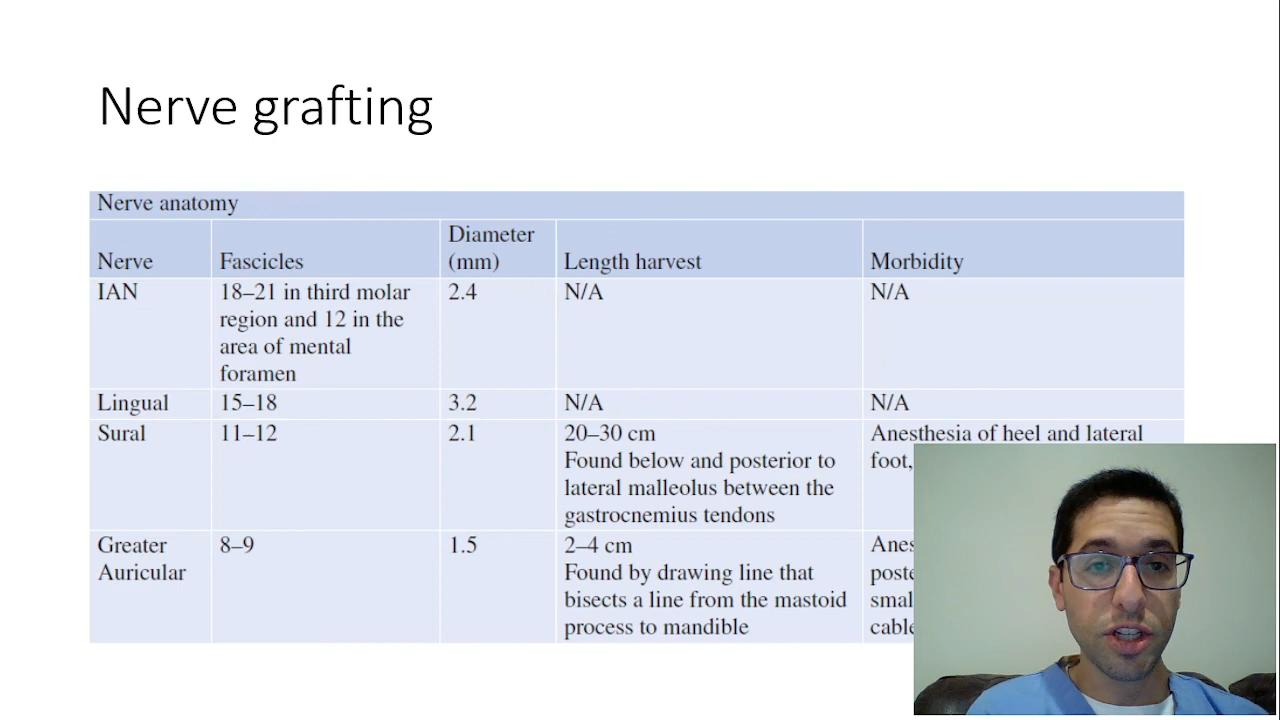 Nerve grafting
Nerve anatomy
Nerve
Fascicles
Diameter
(mm)
Length harvest
Morbidity
IAN
18–21 in third molar
region and 12 in the
area of mental
foramen
2.4
N/A
N/A
Lingual
15–18
3.2
N/A
N/A
Sural
11–12
2.1
20–30 cm
Found below and posterior to
lateral malleolus between the
gastrocnemius tendons
Anesthesia of heel and lateral
foot,
Greater
Auricular
8–9
1.5
2–4 cm
Found by drawing line that
bisects a line from the mastoid
process to mandible